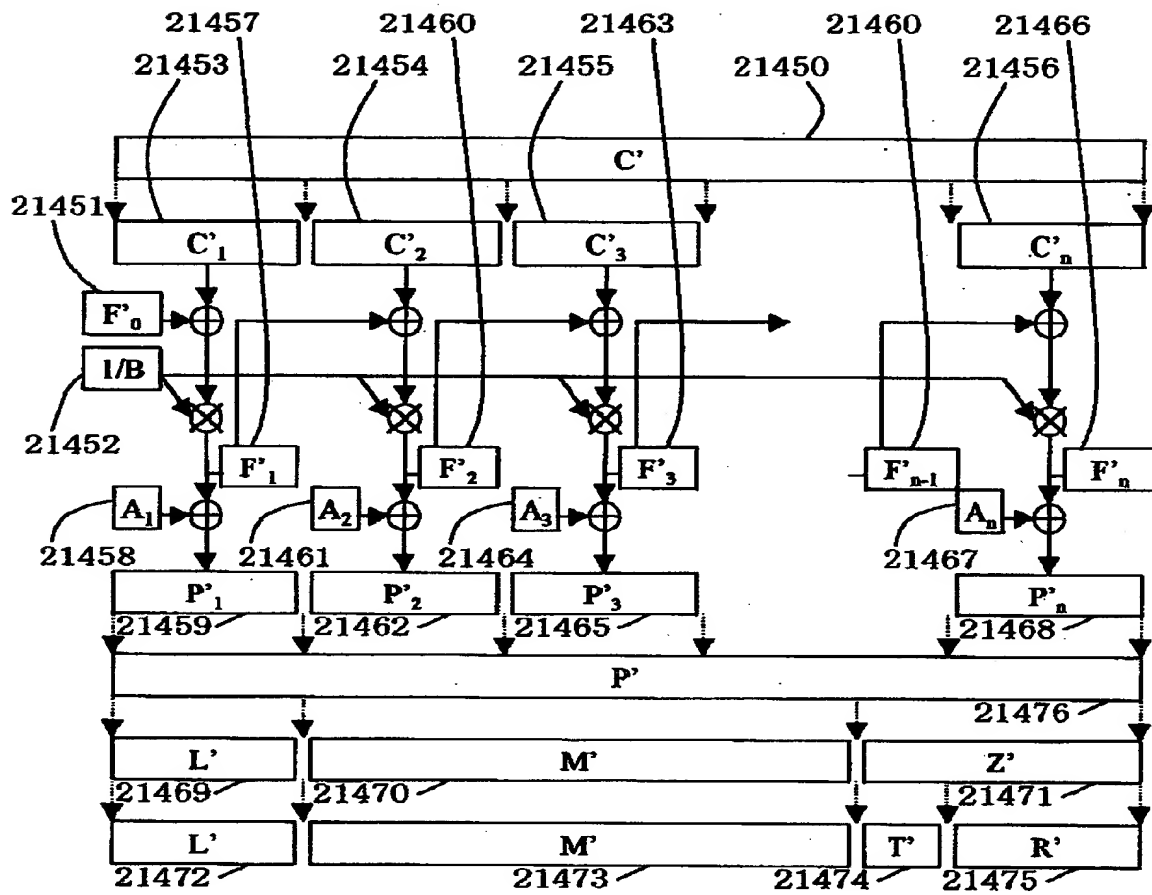 21457 21460 21463 21460 21466
21453 21454 21455 21450 21456
C'
21451
C'₁ C'₂ C'₃ C'ₙ
F'₀
1/B
21452
F'₁ F'₂ F'₃ F'ₙ₋₁ F'ₙ
A₁ A₂ A₃ Aₙ
21458 21461 21464 21467
P'₁ P'₂ P'₃ P'ₙ
21459 21462 21465 21468
P'
21476
L' M' Z'
21469 21470 21471
L' M' T' R'
21472 21473 21474 21475